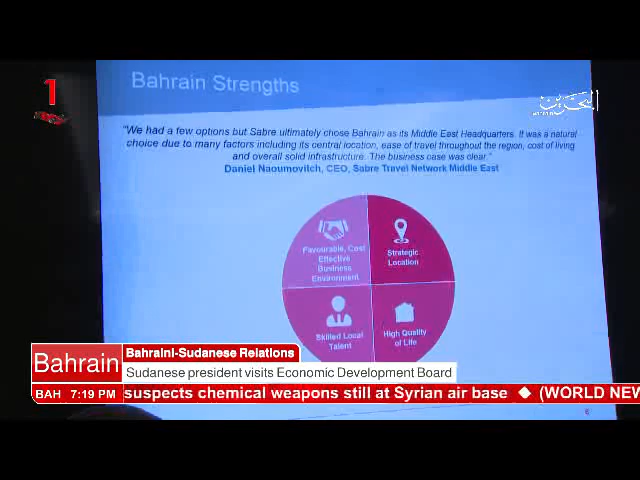 1
البحرين
Bahrain Strengths
"We had a few options but Sabre ultimately chose Bahrain as its Middle East Headquarters. It was a natural
choice due to many factors including its central location, ease of travel throughout the region, cost of living
and overall solid infrastructure. The business case was clear."
Daniel Naoumovitch, CEO, Sabre Travel Network Middle East
Favourable, Cost
Effective
Business
Environment
Strategic
Location
Skilled Local
Talent
High Quality
of Life
Bahrain
Bahraini-Sudanese Relations
Sudanese president visits Economic Development Board
BAH 7:19 PM suspects chemical weapons still at Syrian air base ◆ (WORLD NEW
6